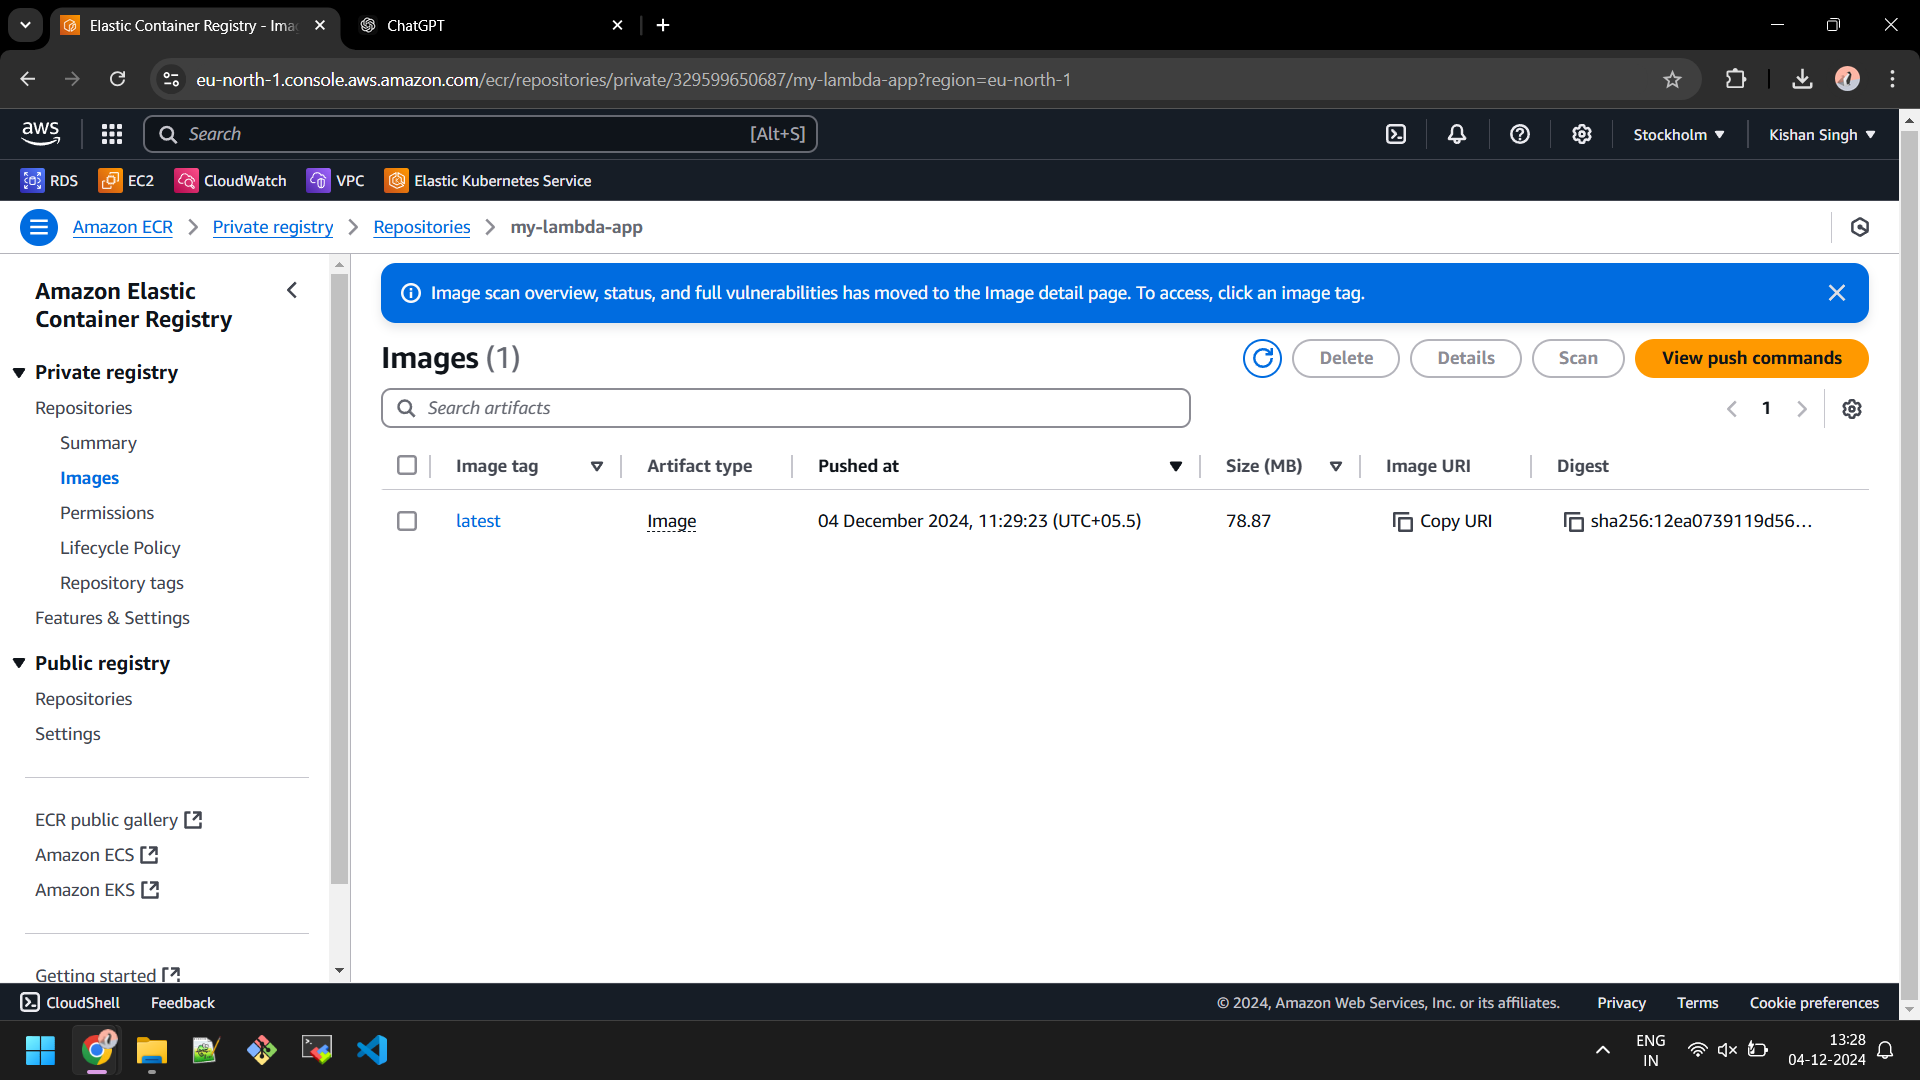 Elastic Container Registry - Ima
ChatGPT
eu-north-1.console.aws.amazon.com/ecr/repositories/private/329599650687/my-lambda-app?region=eu-north-1
aws
Search
[Alt+S]
Stockholm
Kishan Singh
RDS
EC2
CloudWatch
VPC
Elastic Kubernetes Service
Amazon ECR
Private registry
Repositories
my-lambda-app
Amazon Elastic
Container Registry
Private registry
Repositories
Summary
Images
Permissions
Lifecycle Policy
Repository tags
Features & Settings
Public registry
Repositories
Settings
ECR public gallery
Amazon ECS
Amazon EKS
Getting started
Image scan overview, status, and full vulnerabilities has moved to the Image detail page. To access, click an image tag.
Images (1)
Delete
Details
Scan
View push commands
Search artifacts
1
Image tag
Artifact type
Pushed at
Size (MB)
Image URI
Digest
latest
Image
04 December 2024, 11:29:23 (UTC+05.5)
78.87
Copy URI
sha256:12ea0739119d56...
CloudShell
Feedback
© 2024, Amazon Web Services, Inc. or its affiliates.
Privacy
Terms
Cookie preferences
ENG
IN
13:28
04-12-2024